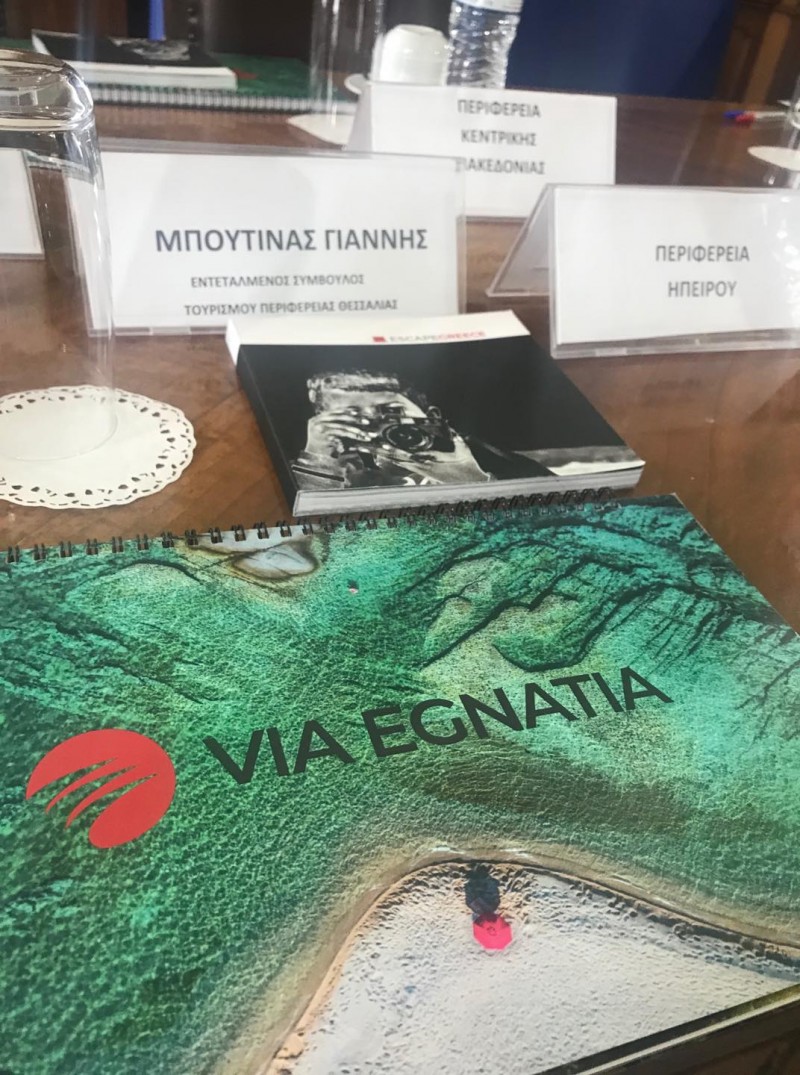 ΠΕΡΙΦΕΡΕΙΑ
ΚΕΝΤΡΙΚΗΣ
ΜΑΚΕΔΟΝΙΑΣ
ΜΠΟΥΤΙΝΑΣ ΓΙΑΝΝΗΣ
ΕΝΤΕΤΑΛΜΕΝΟΣ ΣΥΜΒΟΥΛΟΣ
ΤΟΥΡΙΣΜΟΥ ΠΕΡΙΦΕΡΕΙΑΣ ΘΕΣΣΑΛΙΑΣ
ΠΕΡΙΦΕΡΕΙΑ
ΗΠΕΙΡΟΥ
ESCAPEGREECE
VIA EGNATIA